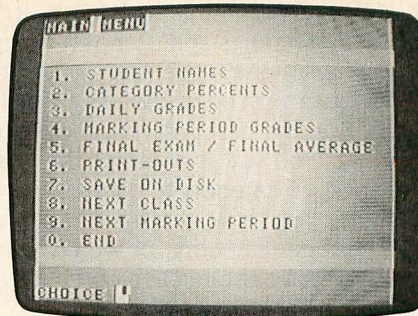 MAIN MENU
1. STUDENT NAMES
2. CATEGORY PERCENTS
3. DAILY GRADES
4. MARKING PERIOD GRADES
5. FINAL EXAM / FINAL AVERAGE
6. PRINT-OUTS
7. SAVE ON DISK
8. NEXT CLASS
9. NEXT MARKING PERIOD
0. END
CHOICE